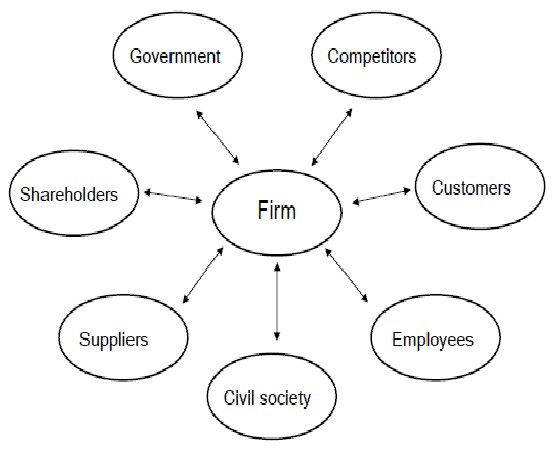 Government
Competitors
Shareholders
Firm
Customers
Suppliers
Employees
Civil society